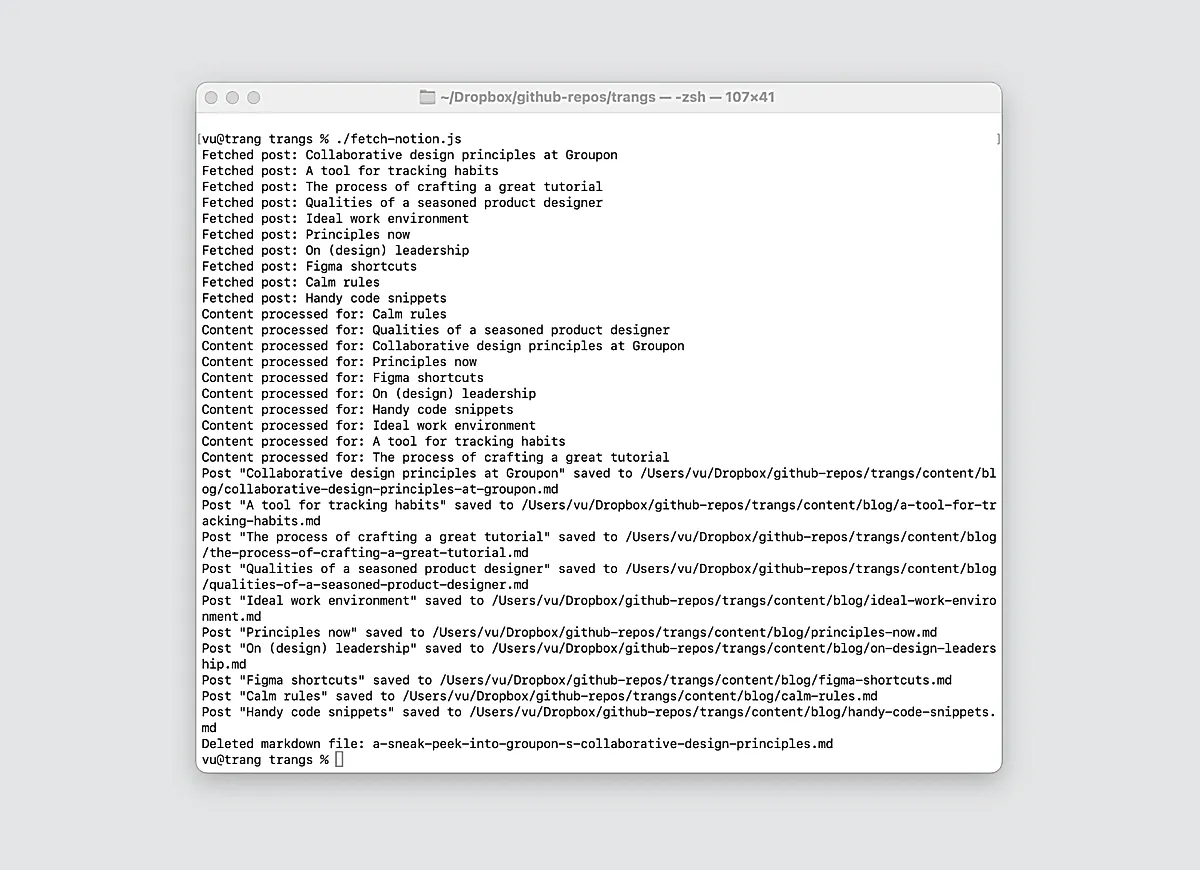 ~/Dropbox/github-repos/trangs — -zsh — 107×41
[vu@trang trangs % ./fetch-notion.js ]
Fetched post: Collaborative design principles at Groupon
Fetched post: A tool for tracking habits
Fetched post: The process of crafting a great tutorial
Fetched post: Qualities of a seasoned product designer
Fetched post: Ideal work environment
Fetched post: Principles now
Fetched post: On (design) leadership
Fetched post: Figma shortcuts
Fetched post: Calm rules
Fetched post: Handy code snippets
Content processed for: Calm rules
Content processed for: Qualities of a seasoned product designer
Content processed for: Collaborative design principles at Groupon
Content processed for: Principles now
Content processed for: Figma shortcuts
Content processed for: On (design) leadership
Content processed for: Handy code snippets
Content processed for: Ideal work environment
Content processed for: A tool for tracking habits
Content processed for: The process of crafting a great tutorial
Post "Collaborative design principles at Groupon" saved to /Users/vu/Dropbox/github-repos/trangs/content/bl
og/collaborative-design-principles-at-groupon.md
Post "A tool for tracking habits" saved to /Users/vu/Dropbox/github-repos/trangs/content/blog/a-tool-for-tr
acking-habits.md
Post "The process of crafting a great tutorial" saved to /Users/vu/Dropbox/github-repos/trangs/content/blog
/the-process-of-crafting-a-great-tutorial.md
Post "Qualities of a seasoned product designer" saved to /Users/vu/Dropbox/github-repos/trangs/content/blog
/qualities-of-a-seasoned-product-designer.md
Post "Ideal work environment" saved to /Users/vu/Dropbox/github-repos/trangs/content/blog/ideal-work-enviro
nment.md
Post "Principles now" saved to /Users/vu/Dropbox/github-repos/trangs/content/blog/principles-now.md
Post "On (design) leadership" saved to /Users/vu/Dropbox/github-repos/trangs/content/blog/on-design-leaders
hip.md
Post "Figma shortcuts" saved to /Users/vu/Dropbox/github-repos/trangs/content/blog/figma-shortcuts.md
Post "Calm rules" saved to /Users/vu/Dropbox/github-repos/trangs/content/blog/calm-rules.md
Post "Handy code snippets" saved to /Users/vu/Dropbox/github-repos/trangs/content/blog/handy-code-snippets.
md
Deleted markdown file: a-sneak-peek-into-groupon-s-collaborative-design-principles.md
vu@trang trangs %